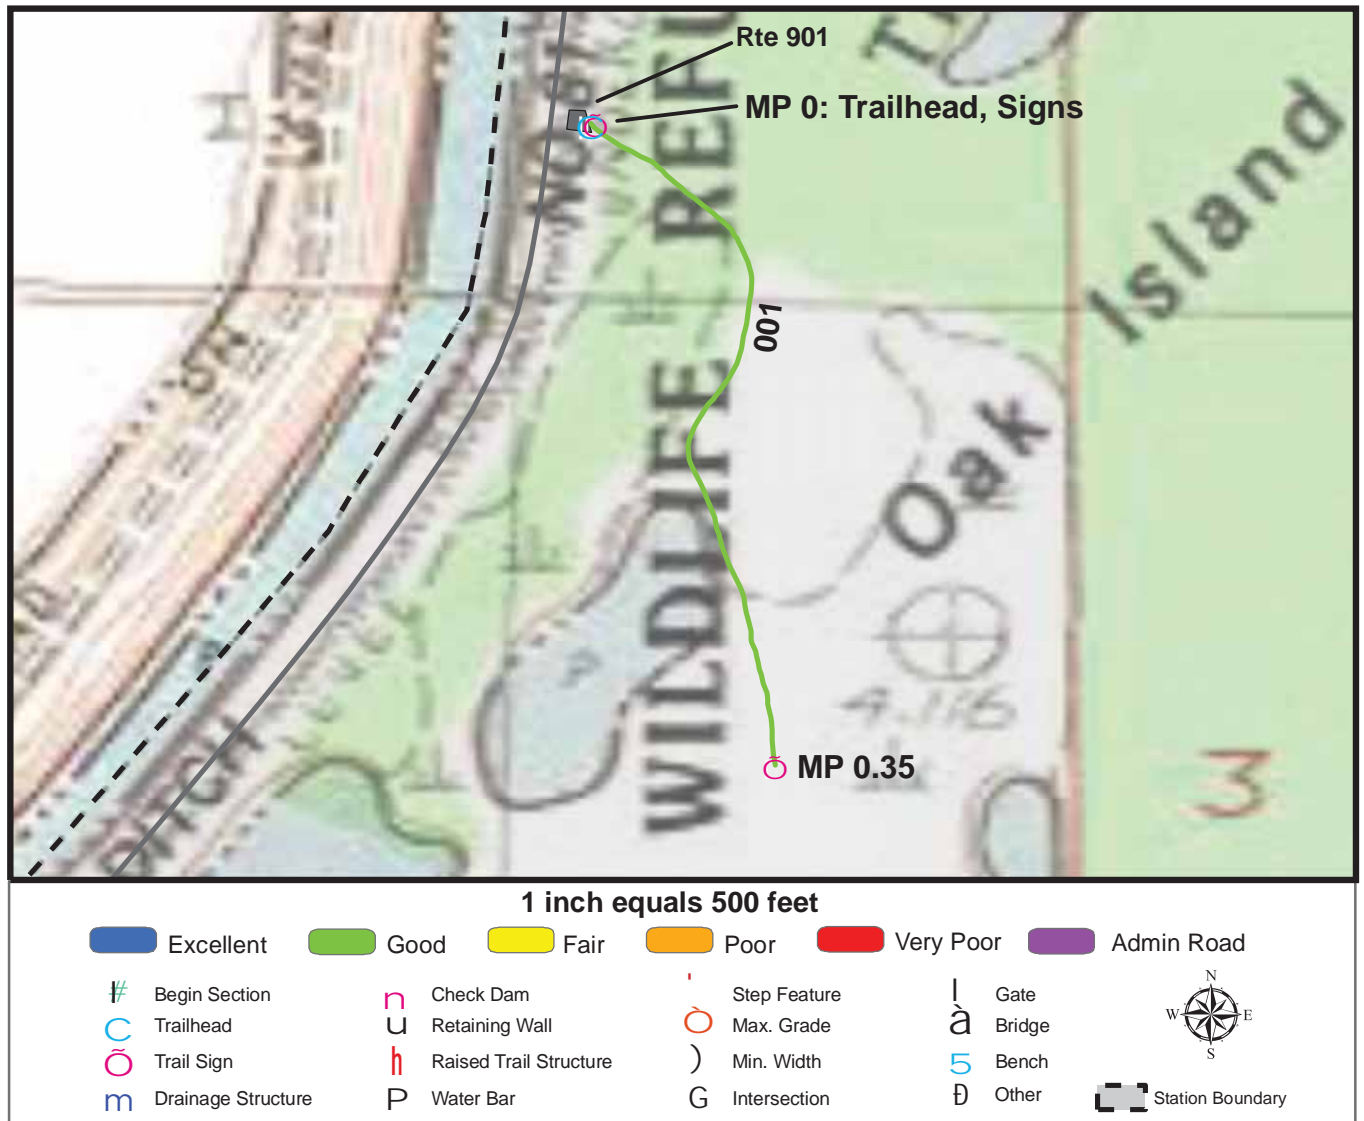 Rte 901
MP 0: Trailhead, Signs
WILDLIFE REFU
Island
Oak
001
DITCH
4.116
3
MP 0.35
1 inch equals 500 feet
Excellent
Good
Fair
Poor
Very Poor
Admin Road
Begin Section
Check Dam
Step Feature
Gate
Trailhead
Retaining Wall
Max. Grade
Bridge
Trail Sign
Raised Trail Structure
Min. Width
Bench
Drainage Structure
Water Bar
Intersection
Other
Station Boundary
N
W
E
S